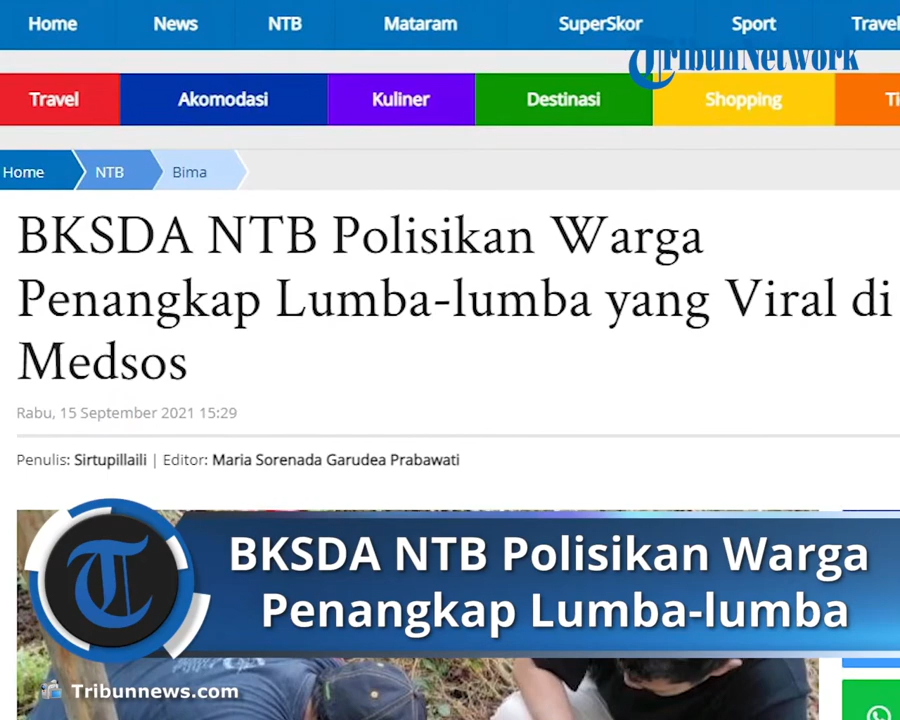 Home News NTB Mataram SuperSkor Sport Travel
TribunNetwork
Travel Akomodasi Kuliner Destinasi Shopping
Home NTB Bima
BKSDA NTB Polisikan Warga
Penangkap Lumba-lumba yang Viral di
Medsos
Rabu, 15 September 2021 15:29
Penulis: Sirtupillaili | Editor: Maria Sorenada Garudea Prabawati
BKSDA NTB Polisikan Warga
Penangkap Lumba-lumba
Tribunnews.com